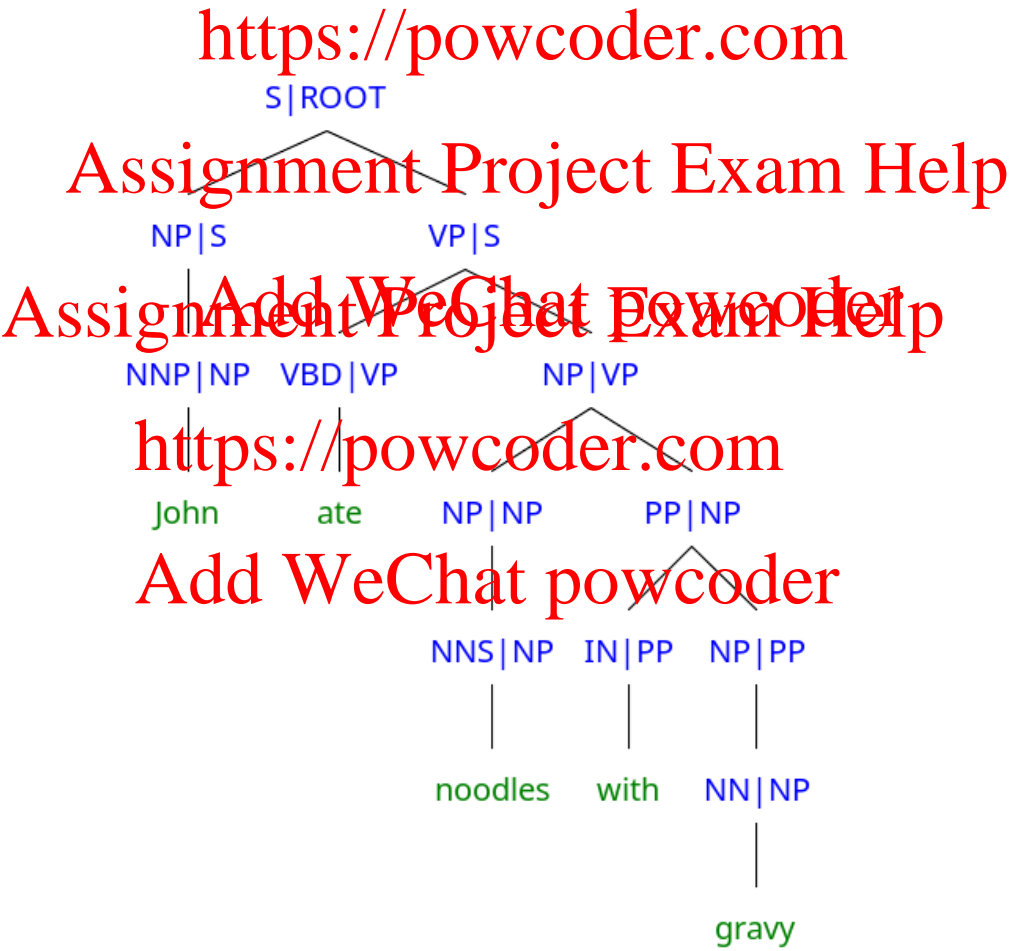 https://powcoder.com
S|ROOT
Assignment Project Exam Help
NP|S VP|S
Add WeChat powcoder
Assignment Project Exam Help
NNP|NP VBD|VP NP|VP
https://powcoder.com
John ate NP|NP PP|NP
Add WeChat powcoder
NNS|NP IN|PP NP|PP
noodles with NN|NP
gravy